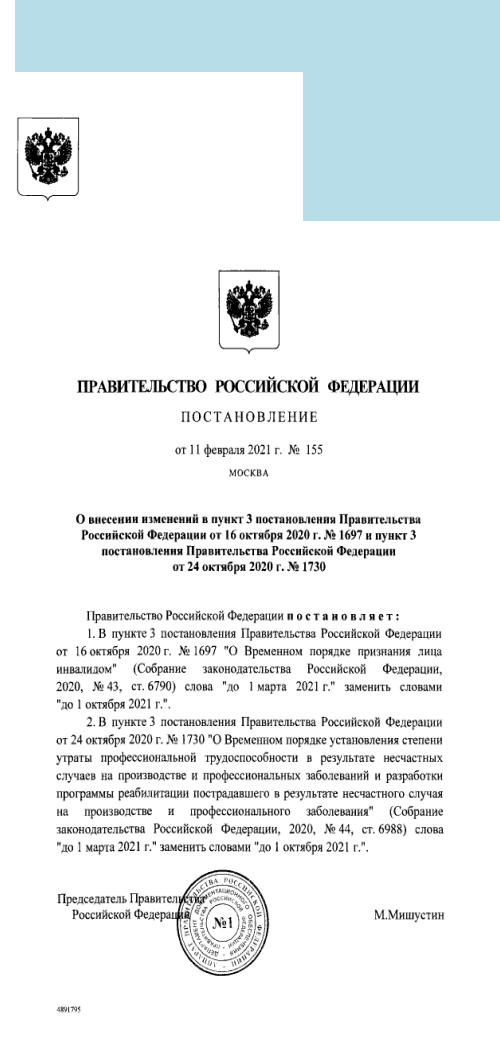 ПРАВИТЕЛЬСТВО РОССИЙСКОЙ ФЕДЕРАЦИИ
ПОСТАНОВЛЕНИЕ
от 11 февраля 2021 г. № 155
МОСКВА
О внесении изменений в пункт 3 постановления Правительства
Российской Федерации от 16 октября 2020 г. № 1697 и пункт 3
постановления Правительства Российской Федерации
от 24 октября 2020 г. № 1730
Правительство Российской Федерации постановляет:
1. В пункте 3 постановления Правительства Российской Федерации
от 16 октября 2020 г. № 1697 "О Временном порядке признания лица
инвалидом" (Собрание законодательства Российской Федерации,
2020, № 43, ст. 6790) слова "до 1 марта 2021 г." заменить словами
"до 1 октября 2021 г.".
2. В пункте 3 постановления Правительства Российской Федерации
от 24 октября 2020 г. № 1730 "О Временном порядке установления степени
утраты профессиональной трудоспособности в результате несчастных
случаев на производстве и профессиональных заболеваний и разработки
программы реабилитации пострадавшего в результате несчастного случая
на производстве и профессионального заболевания" (Собрание
законодательства Российской Федерации, 2020, № 44, ст. 6988) слова
"до 1 марта 2021 г." заменить словами "до 1 октября 2021 г.".
Председатель Правительства
Российской Федерации
М.Мишустин
№1
4891795